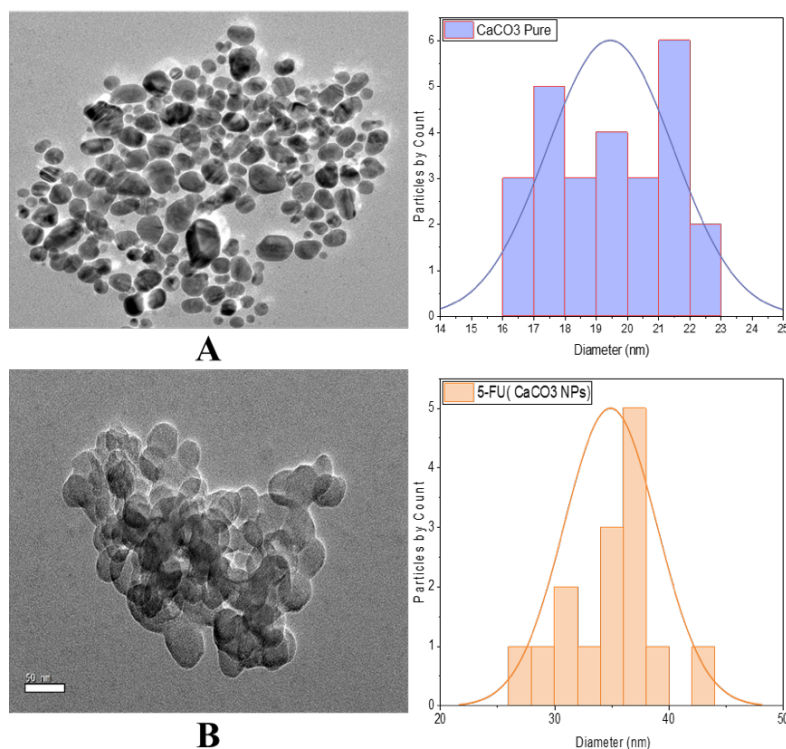 CaCO3 Pure
Particles by Count
6
5
4
3
2
1
0
14 15 16 17 18 19 20 21 22 23 24 25
Diameter (nm)
A
5-FU( CaCO3 NPs)
Particles by Count
5
4
3
2
1
0
20 30 40 50
Diameter (nm)
50 nm
B